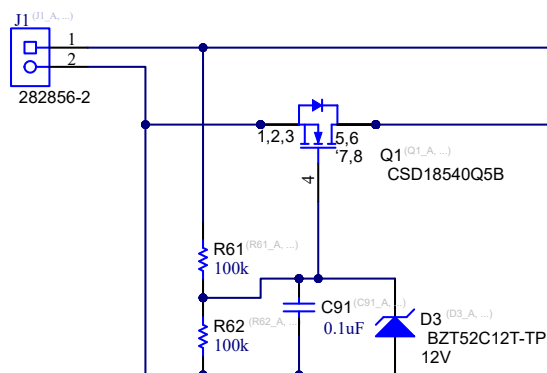 J1 (J1_A, ...)
1
2
282856-2
1,2,3
5,6
'7,8
4
Q1 (Q1_A, ...)
CSD18540Q5B
R61 (R61_A, ...)
100k
R62 (R62_A, ...
100k
C91 (C91_A, ...)
0.1uF
D3 (D3_A, ...)
BZT52C12T-TP
12V